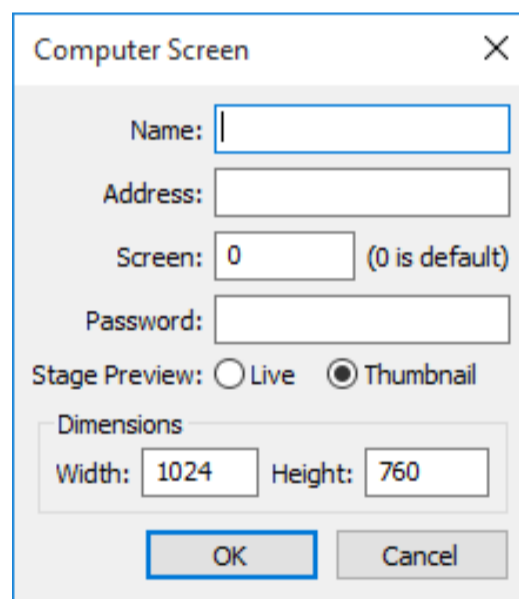 Computer Screen
Name:
Address:
Screen: 0 (0 is default)
Password:
Stage Preview: Live Thumbnail
Dimensions
Width: 1024 Height: 760
OK Cancel